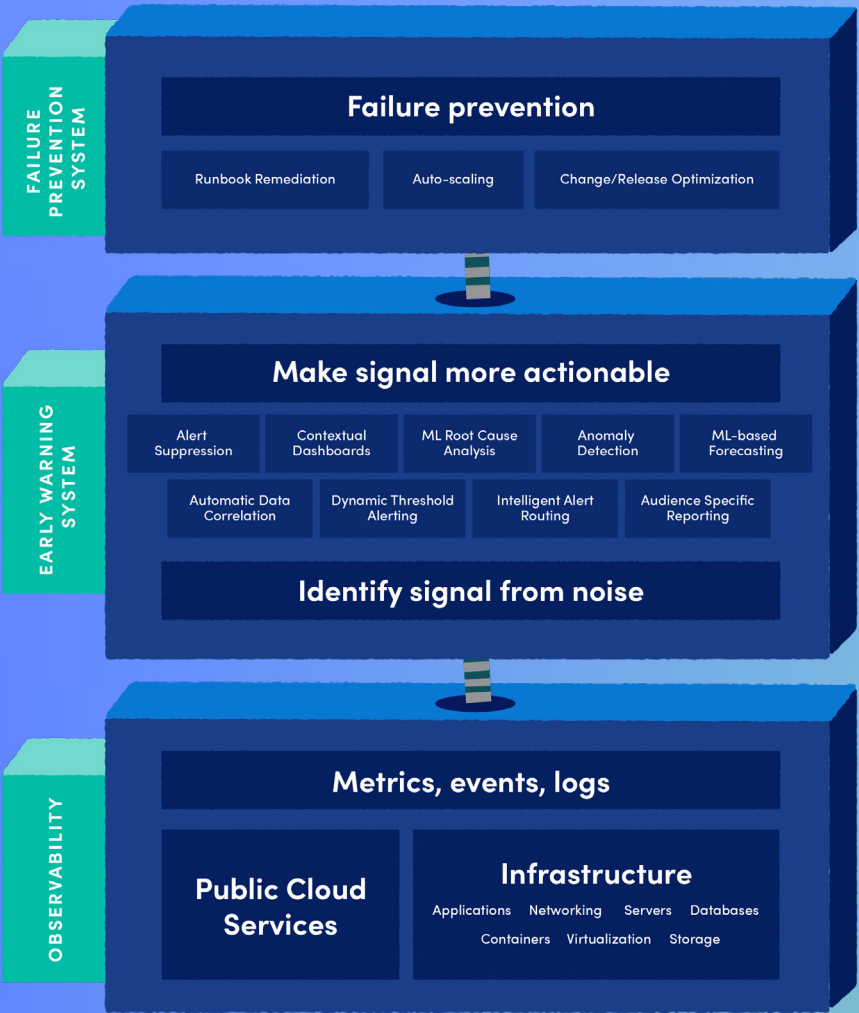 FAILURE
PREVENTION
SYSTEM
Failure prevention
Runbook Remediation
Auto-scaling
Change/Release Optimization
EARLY WARNING
SYSTEM
Make signal more actionable
Alert
Suppression
Contextual
Dashboards
ML Root Cause
Analysis
Anomaly
Detection
ML-based
Forecasting
Automatic Data
Correlation
Dynamic Threshold
Alerting
Intelligent Alert
Routing
Audience Specific
Reporting
Identify signal from noise
OBSERVABILITY
Metrics, events, logs
Public Cloud
Services
Infrastructure
Applications Networking Servers Databases
Containers Virtualization Storage